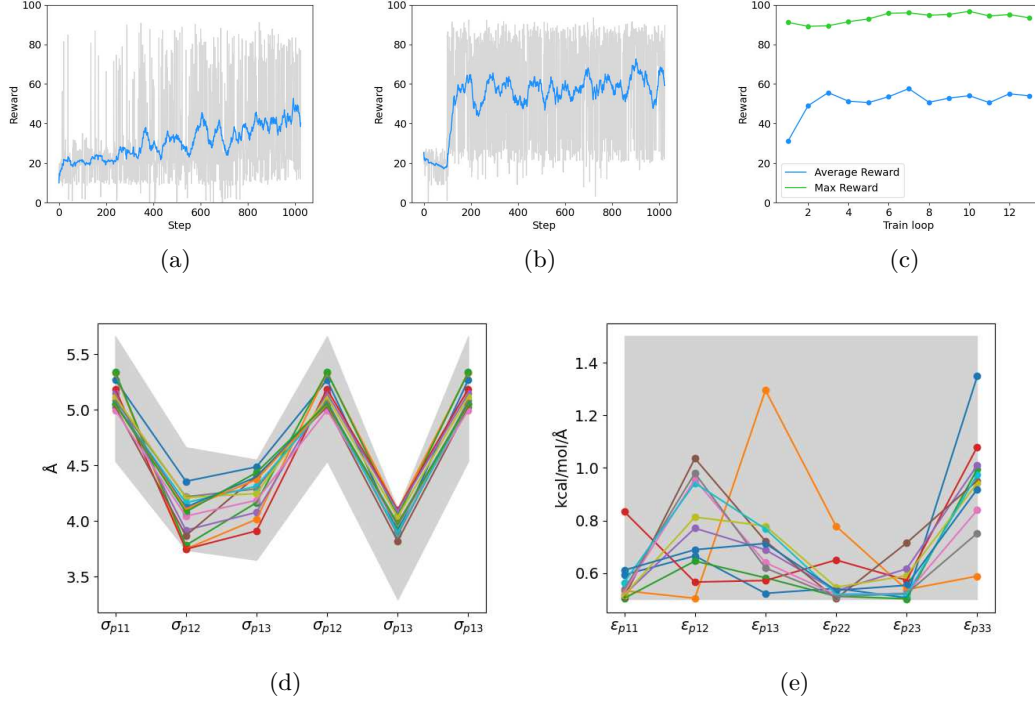 100
80
60
40
20
0
Reward
0 200 400 600 800 1000
Step
(a)
100
80
60
40
20
0
Reward
0 200 400 600 800 1000
Step
(b)
100
80
60
40
20
0
Reward
Average Reward
Max Reward
2 4 6 8 10 12
Train loop
(c)
5.5
5.0
4.5
4.0
3.5
Å
σp11 σp12 σp13 σp12 σp13 σp13
(d)
1.4
1.2
1.0
0.8
0.6
kcal/mol/Å
εp11 εp12 εp13 εp22 εp23 εp33
(e)